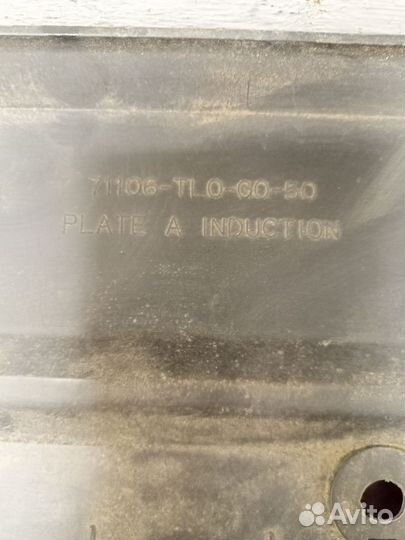 71106-TL0-G0-50
PLATE A INDUCTION
Avito